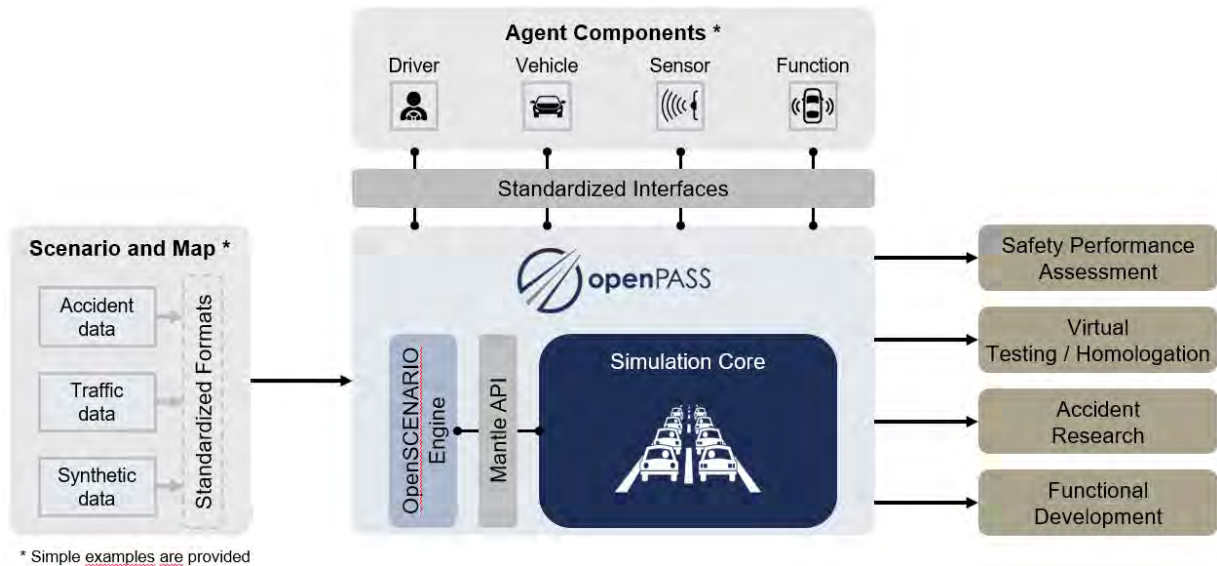 Agent Components *
Driver
Vehicle
Sensor
Function
Standardized Interfaces
Scenario and Map *
Accident
data
Traffic
data
Synthetic
data
Standardized Formats
openPASS
OpenSCENARIO
Engine
Mantle API
Simulation Core
Safety Performance
Assessment
Virtual
Testing / Homologation
Accident
Research
Functional
Development
* Simple examples are provided